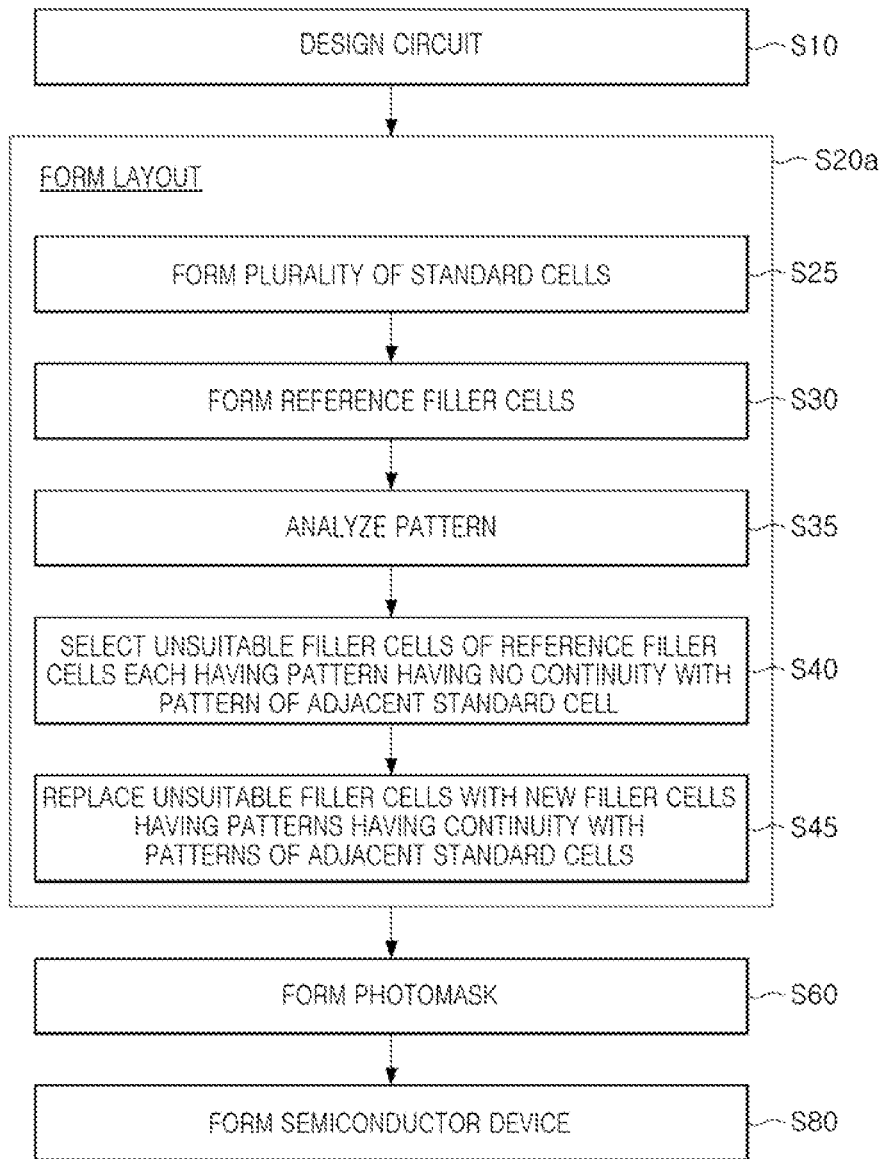 DESIGN CIRCUIT
S10
S20a
FORM LAYOUT
FORM PLURALITY OF STANDARD CELLS
S25
FORM REFERENCE FILLER CELLS
S30
ANALYZE PATTERN
S35
SELECT UNSUITABLE FILLER CELLS OF REFERENCE FILLER
CELLS EACH HAVING PATTERN HAVING NO CONTINUITY WITH
PATTERN OF ADJACENT STANDARD CELL
S40
REPLACE UNSUITABLE FILLER CELLS WITH NEW FILLER CELLS
HAVING PATTERNS HAVING CONTINUITY WITH
PATTERNS OF ADJACENT STANDARD CELLS
S45
FORM PHOTOMASK
S60
FORM SEMICONDUCTOR DEVICE
S80